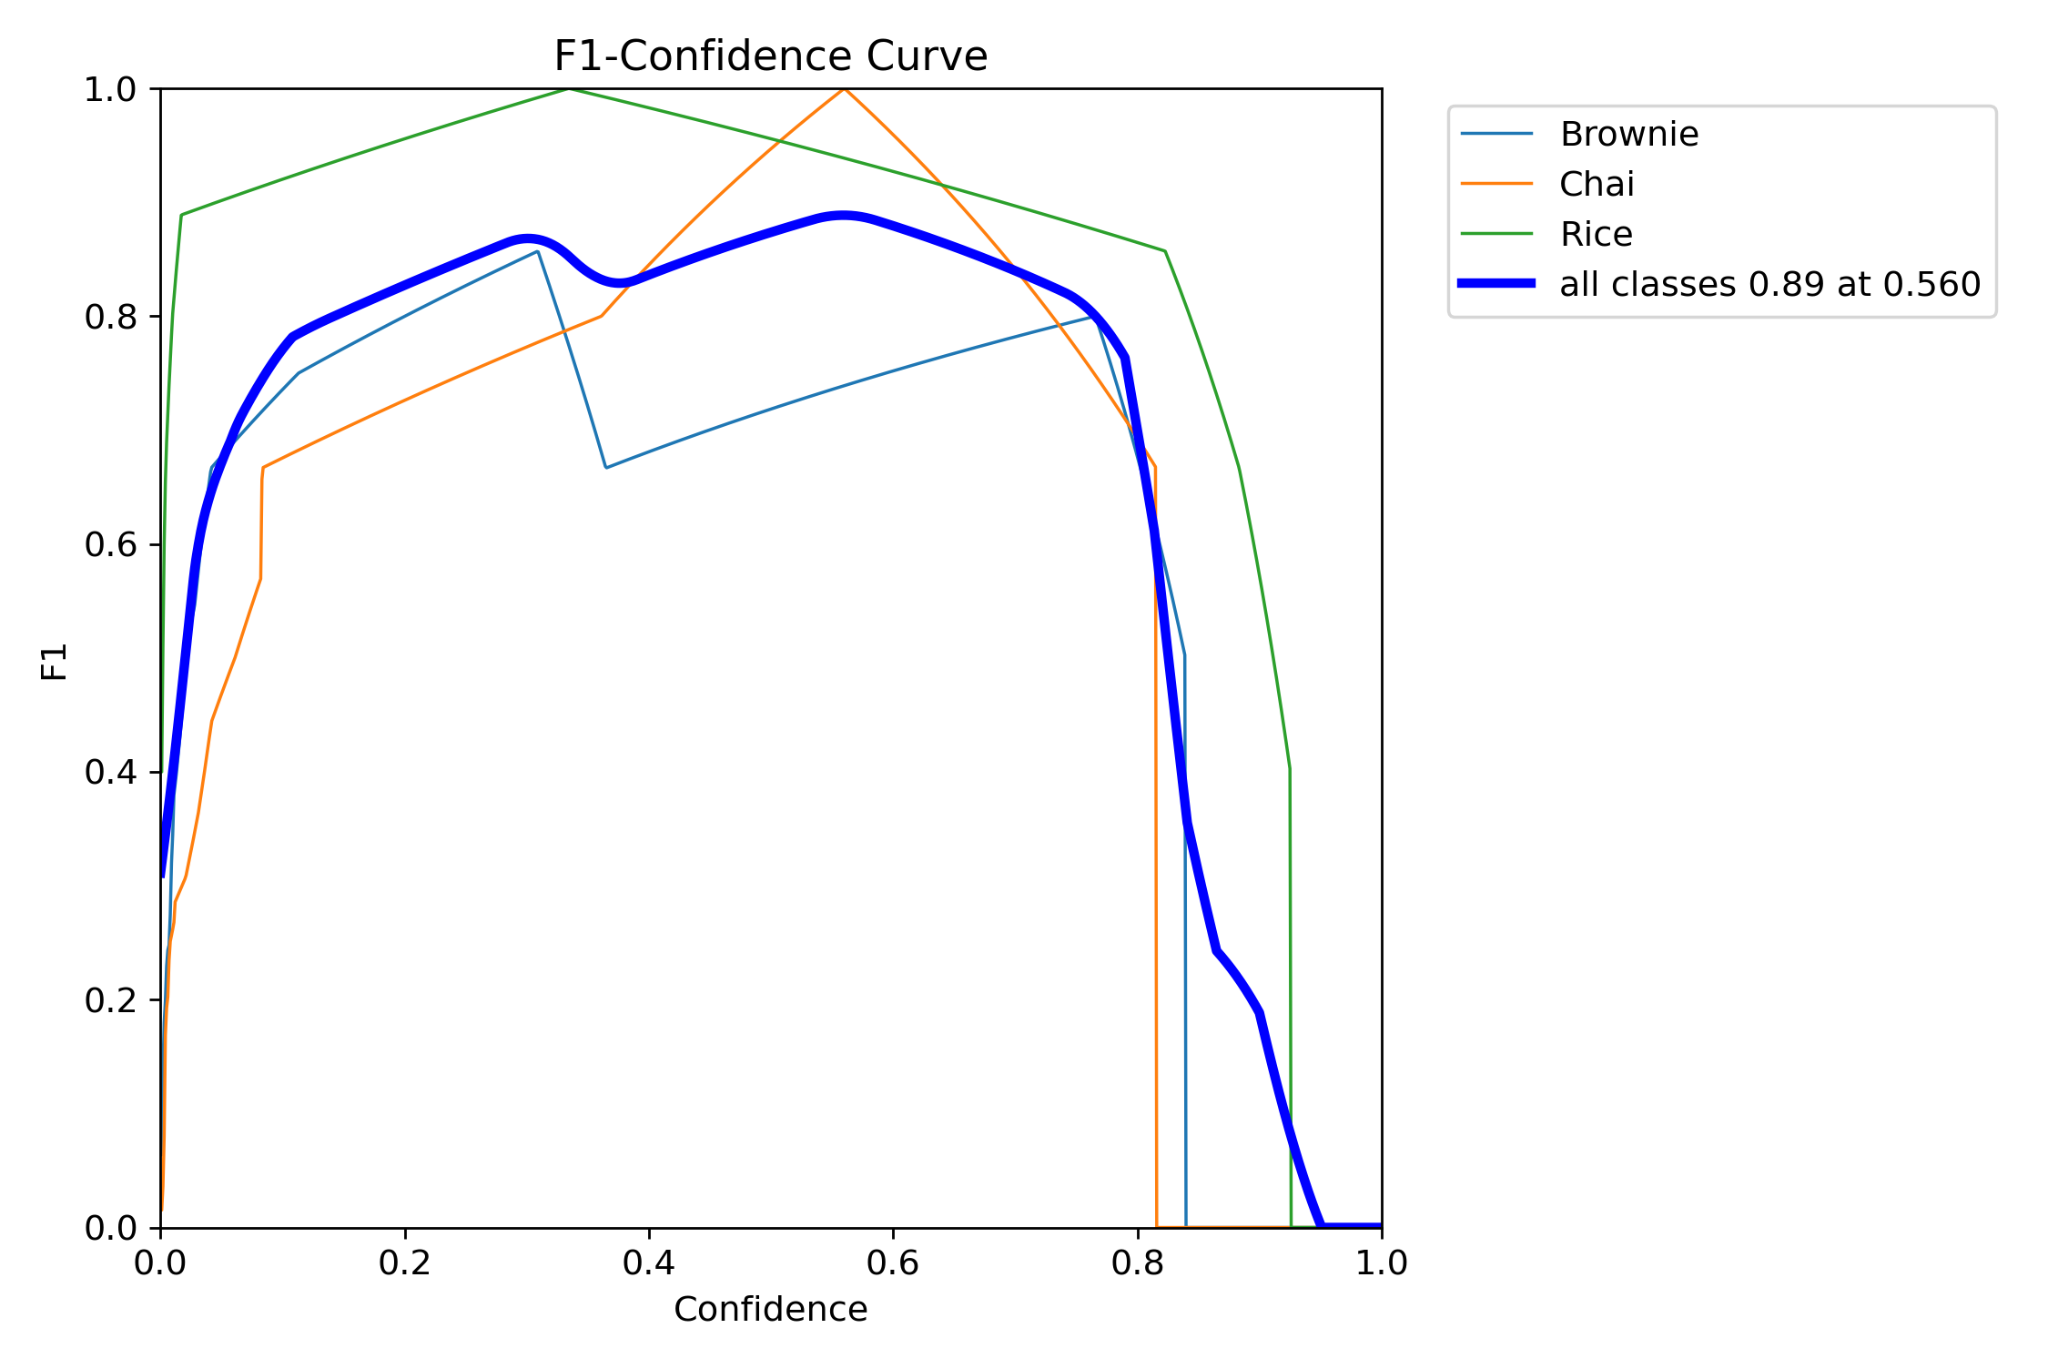 F1-Confidence Curve
1.0
0.8
0.6
0.4
0.2
0.0
F1
0.0 0.2 0.4 0.6 0.8 1.0
Confidence
Brownie
Chai
Rice
all classes 0.89 at 0.560